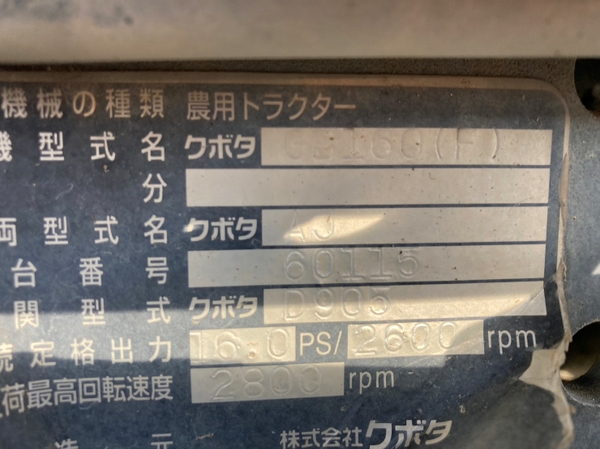 機械の種類 農用トラクター
機型式名 クボタ GB160(F)
分
両型式名 クボタ AJ
台番号 60115
関型式 クボタ D905
続定格出力 16.0 PS/ 2600 rpm
荷最高回転速度 2800 rpm
造元 株式会社クボタ